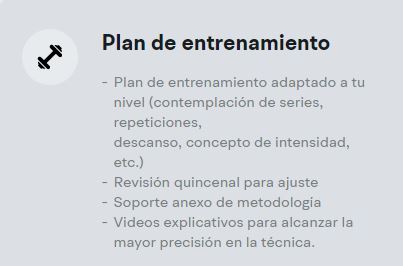 Plan de entrenamiento
- Plan de entrenamiento adaptado a tu
nivel (contemplación de series,
repeticiones,
descanso, concepto de intensidad,
etc.)
- Revisión quincenal para ajuste
- Soporte anexo de metodología
- Videos explicativos para alcanzar la
mayor precisión en la técnica.